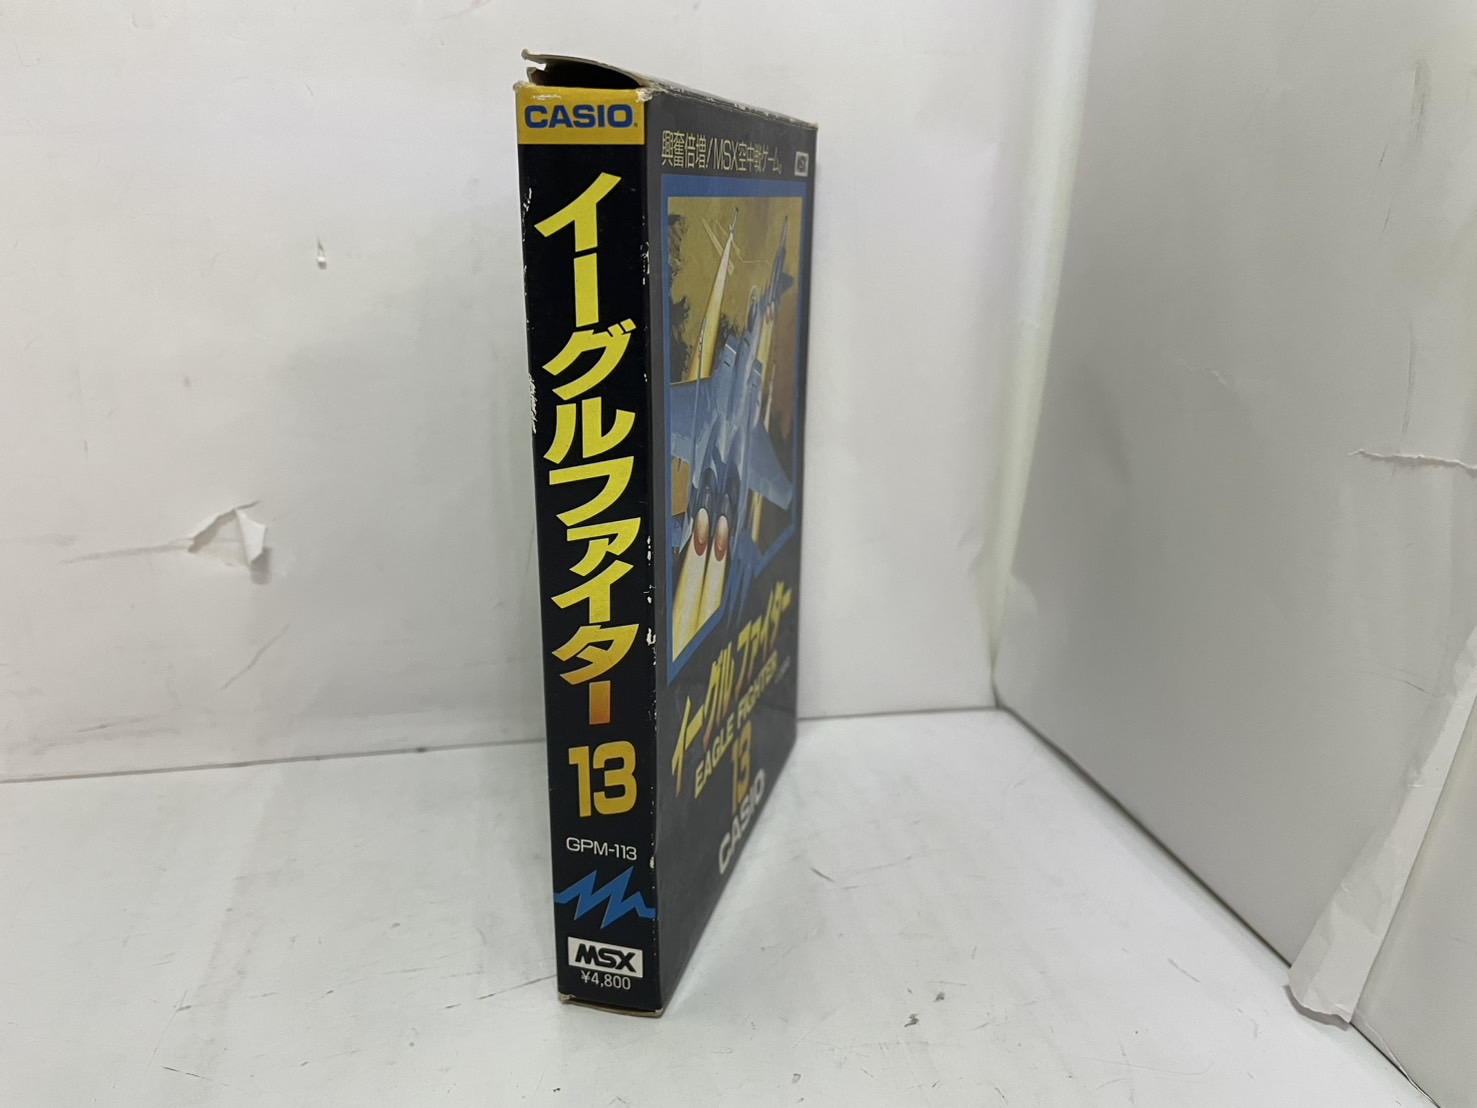 CASIO
イーグルファイター
13
GPM-113
MSX
¥4,800
興奮倍増!MSX空中戦ゲーム。
MSX
イーグルファイター
EAGLE FIGHTER
13
CASIO